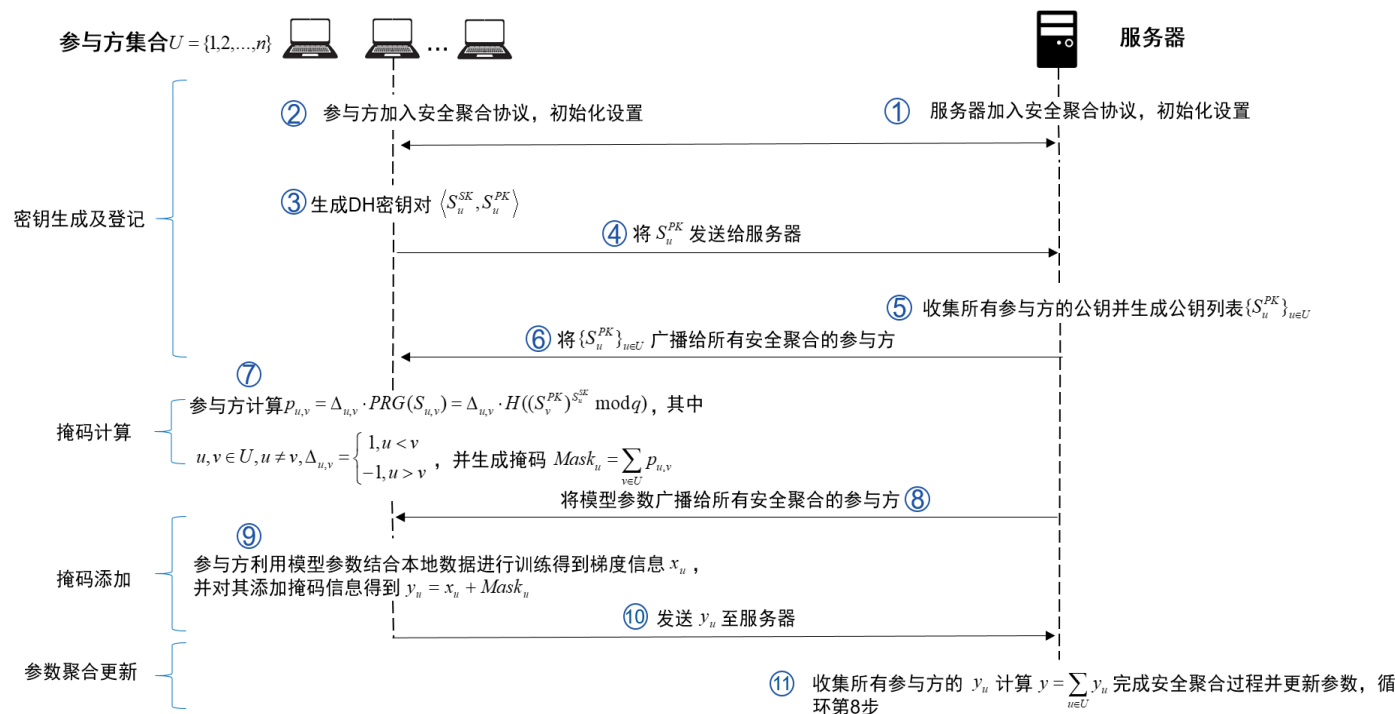 参与方集合U = {1,2,...,n}
...
服务器
② 参与方加入安全聚合协议，初始化设置
① 服务器加入安全聚合协议，初始化设置
密钥生成及登记
③ 生成DH密钥对 ⟨S_u^{SK}, S_u^{PK}⟩
④ 将 S_u^{PK} 发送给服务器
⑤ 收集所有参与方的公钥并生成公钥列表{S_u^{PK}}_{u∈U}
⑥ 将{S_u^{PK}}_{u∈U} 广播给所有安全聚合的参与方
⑦
参与方计算p_{u,v} = Δ_{u,v} · PRG(S_{u,v}) = Δ_{u,v} · H((S_v^{PK})^{S_u^{SK}} mod q)，其中
掩码计算
u, v ∈ U, u ≠ v, Δ_{u,v} = { 1, u < v; −1, u > v ，并生成掩码 Mask_u = ∑_{v∈U} p_{u,v}
将模型参数广播给所有安全聚合的参与方 ⑧
⑨
参与方利用模型参数结合本地数据进行训练得到梯度信息 x_u ，
掩码添加
并对其添加掩码信息得到 y_u = x_u + Mask_u
⑩ 发送 y_u 至服务器
参数聚合更新
⑪ 收集所有参与方的 y_u 计算 y = ∑_{u∈U} y_u 完成安全聚合过程并更新参数，循
环第8步